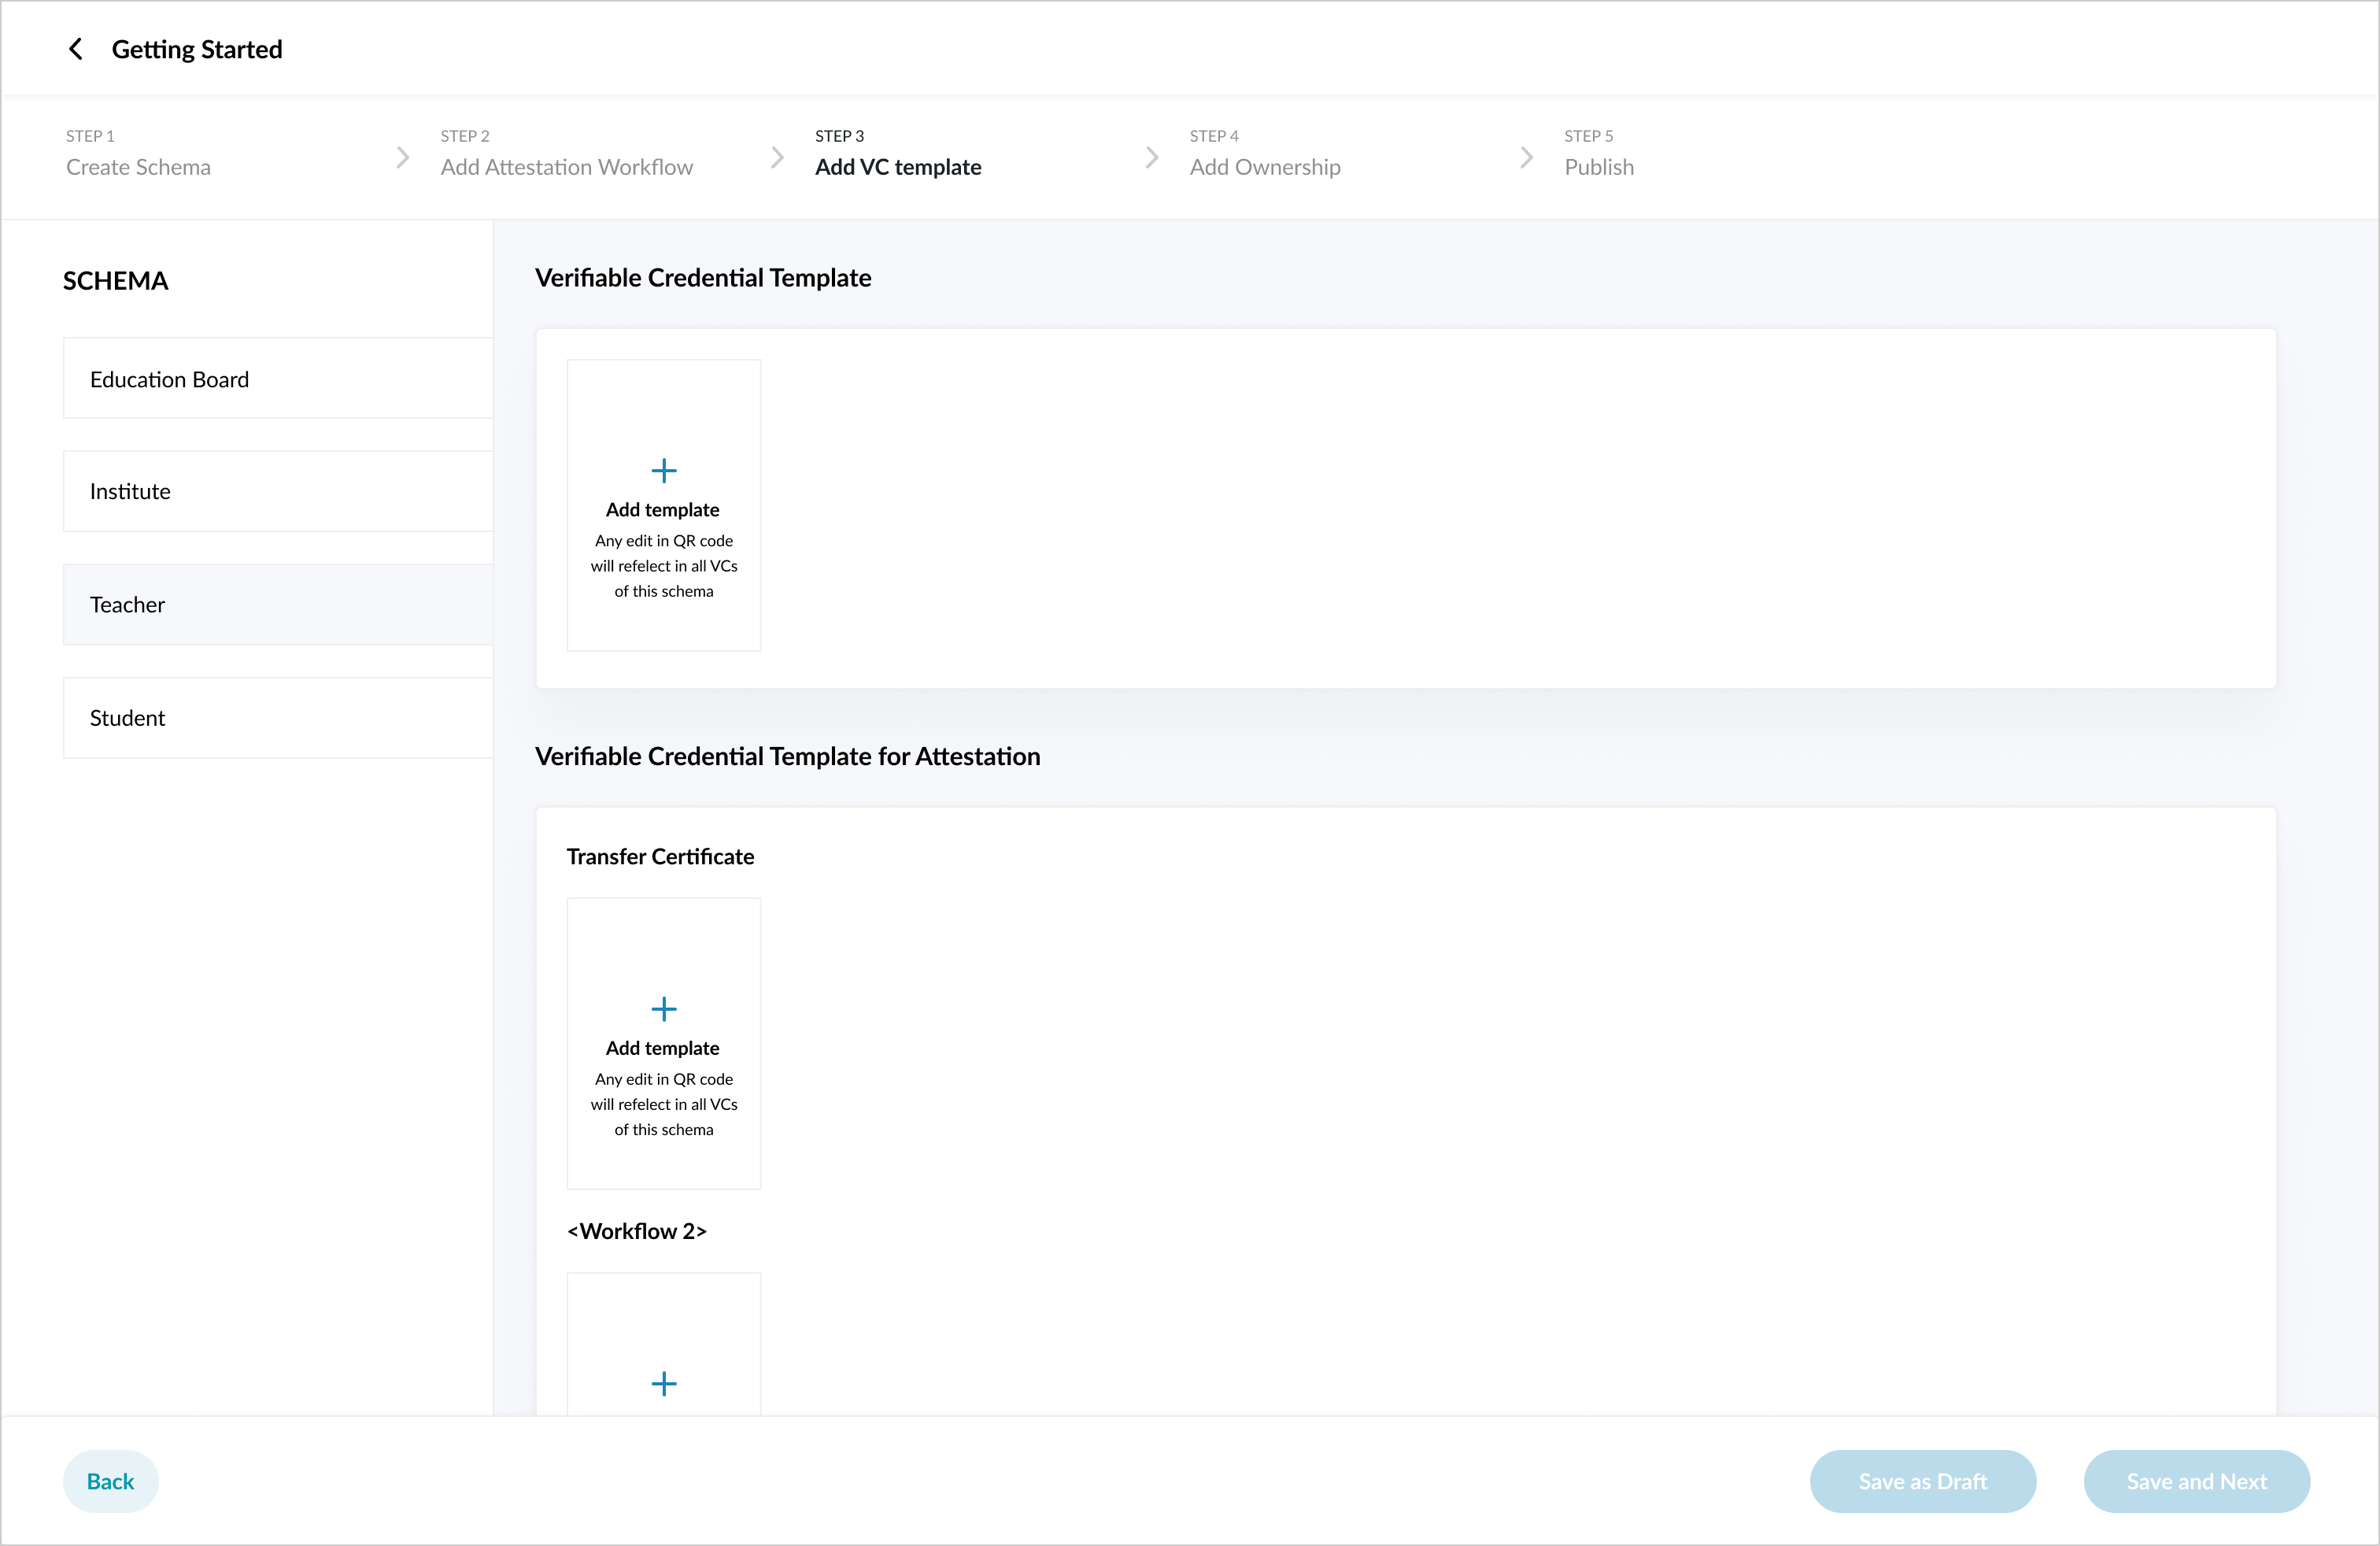 Getting Started
STEP 1
Create Schema
STEP 2
Add Attestation Workflow
STEP 3
Add VC template
STEP 4
Add Ownership
STEP 5
Publish
SCHEMA
Education Board
Institute
Teacher
Student
Verifiable Credential Template
Add template
Any edit in QR code
will refelect in all VCs
of this schema
Verifiable Credential Template for Attestation
Transfer Certificate
Add template
Any edit in QR code
will refelect in all VCs
of this schema
<Workflow 2>
Back
Save as Draft
Save and Next